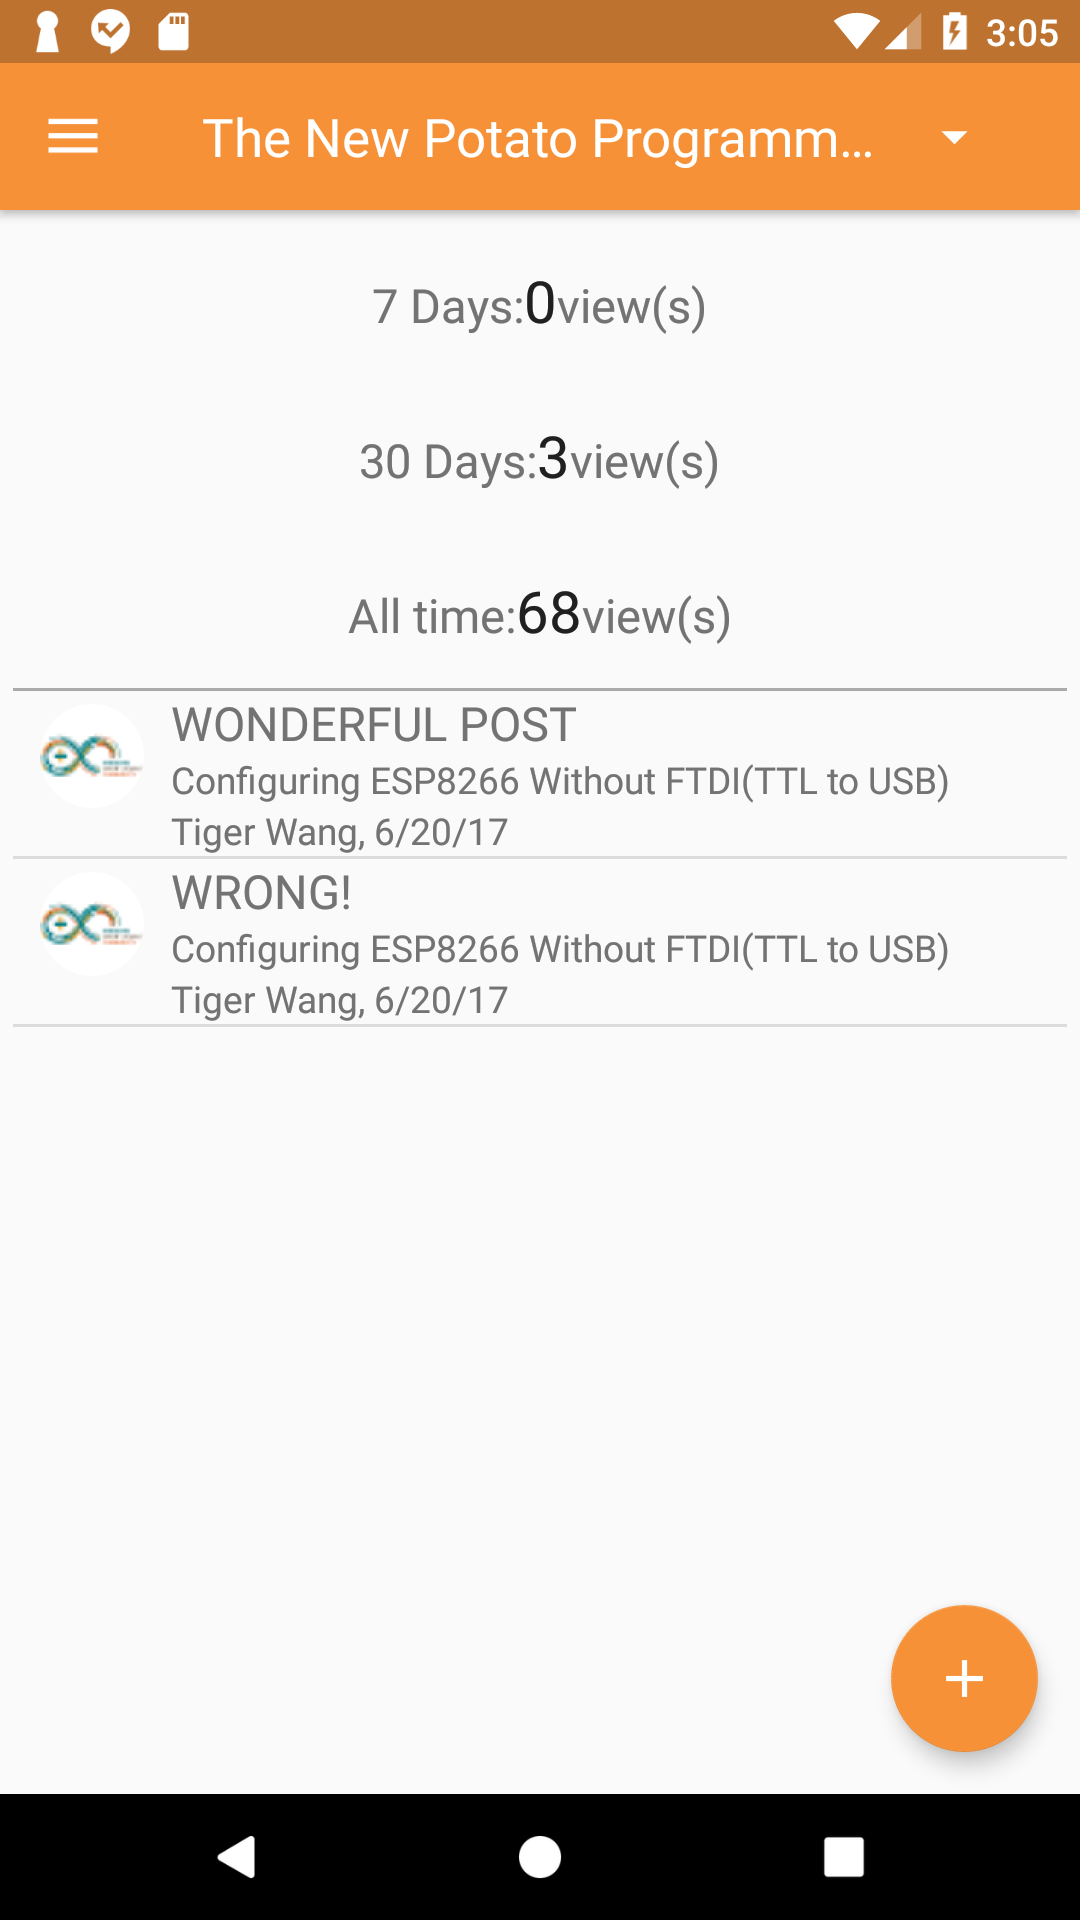 3:05
The New Potato Programm...
7 Days:0view(s)
30 Days:3view(s)
All time:68view(s)
WONDERFUL POST
Configuring ESP8266 Without FTDI(TTL to USB)
Tiger Wang, 6/20/17
WRONG!
Configuring ESP8266 Without FTDI(TTL to USB)
Tiger Wang, 6/20/17